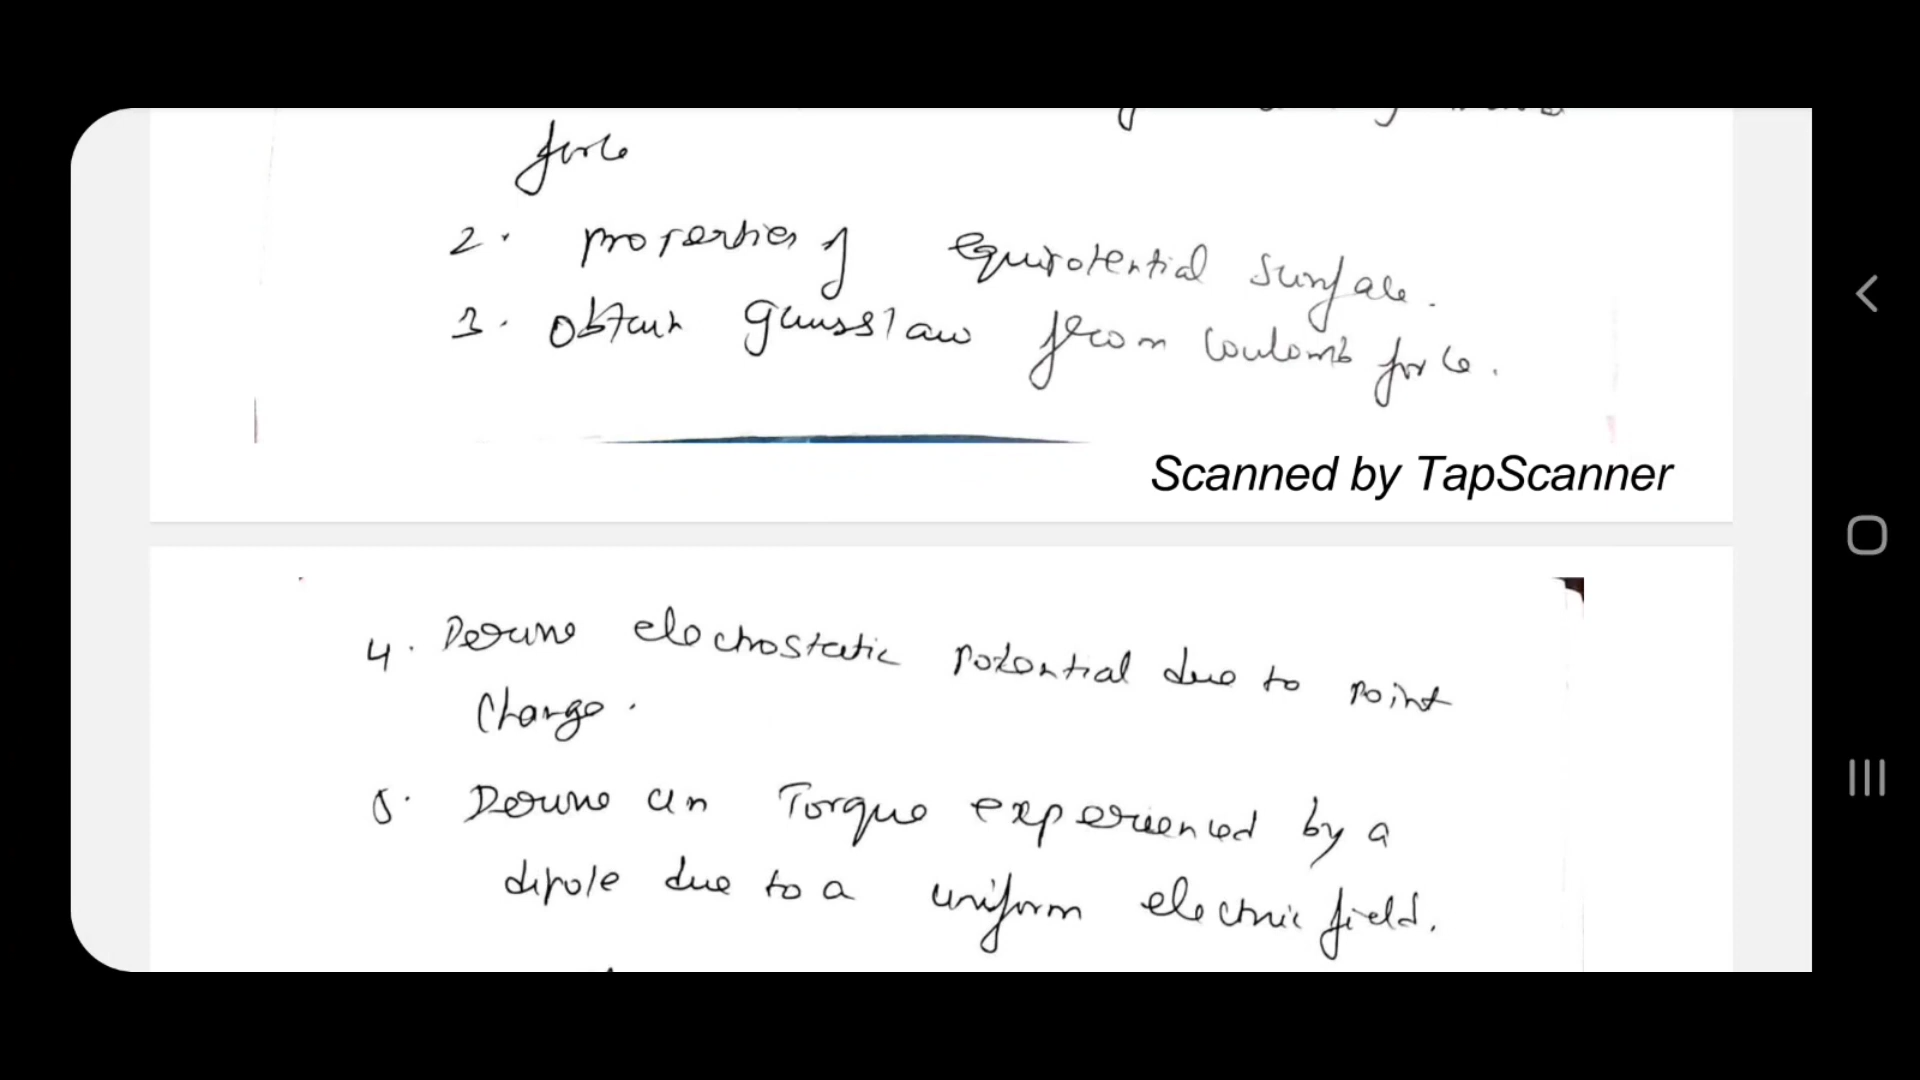 force
2. properties of equipotential surface.
3. obtain gauss law from Coulomb force.
Scanned by TapScanner
4. Derive electrostatic potential due to point
Charge.
5. Derive an Torque experienced by a
dipole due to a uniform electric field.